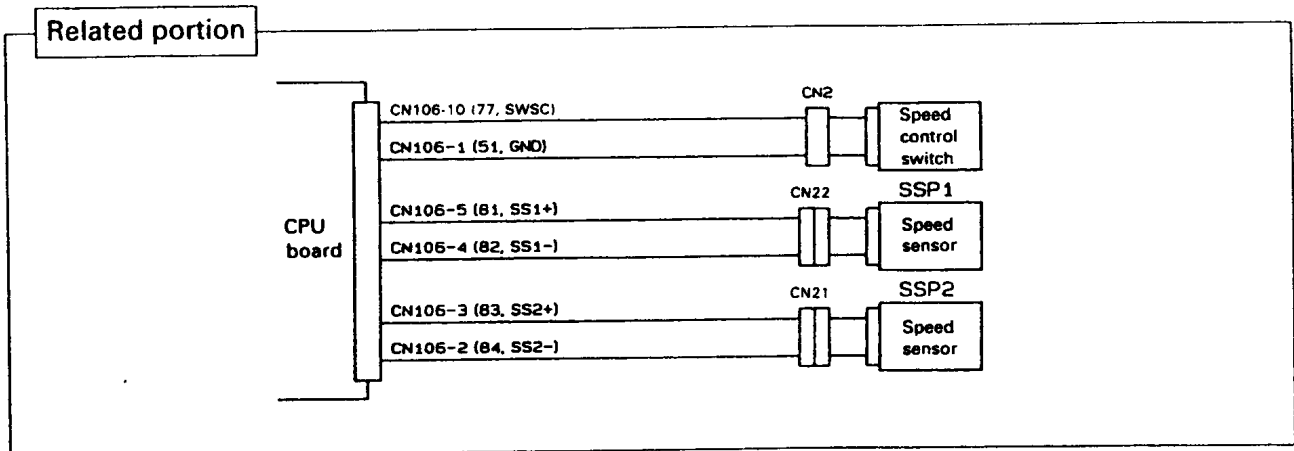 Related portion
CN106-10 (77, SWSC)
CN106-1 (51, GND)
CN2
Speed
control
switch
CPU
board
CN106-5 (81, SS1+)
CN106-4 (82, SS1-)
CN22
SSP1
Speed
sensor
CN106-3 (83, SS2+)
CN106-2 (84, SS2-)
CN21
SSP2
Speed
sensor